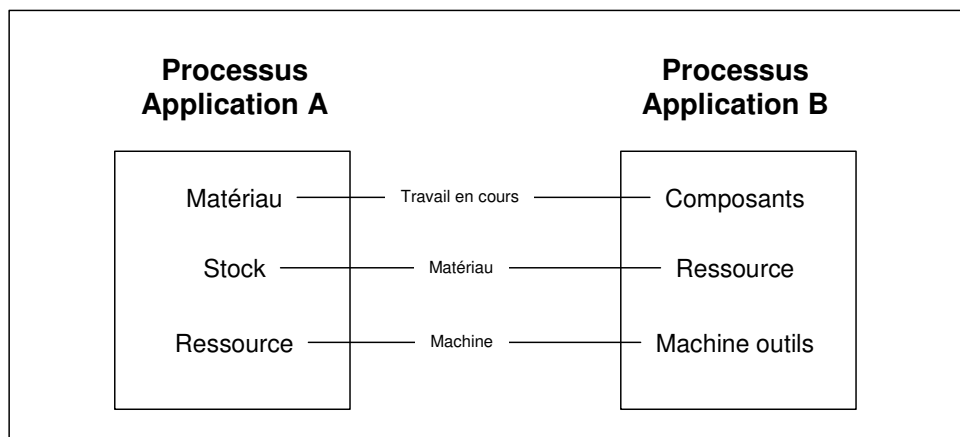 Processus
Application A
Processus
Application B
Matériau
Travail en cours
Composants
Stock
Matériau
Ressource
Ressource
Machine
Machine outils